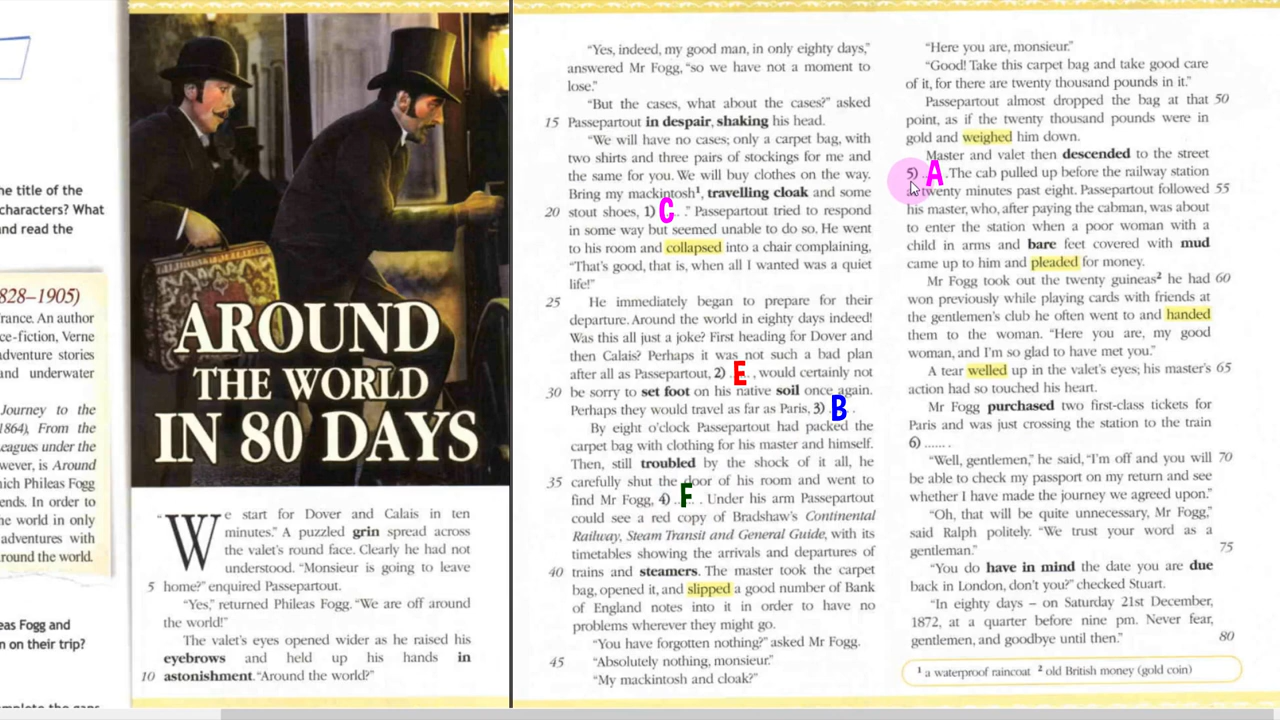 he title of the
characters? What
nd read the
828–1905)
rance. An author
ce-fiction, Verne
adventure stories
and underwater
Journey to the
1864), From the
eagues under the
wever, is Around
hich Phileas Fogg
ends. In order to
he world in only
adventures with
round the world.
eas Fogg and
n on their trip?
AROUND
THE WORLD
IN 80 DAYS
“We start for Dover and Calais in ten
minutes.” A puzzled grin spread across
the valet’s round face. Clearly he had not
understood. “Monsieur is going to leave
5 home?” enquired Passepartout.
“Yes,” returned Phileas Fogg. “We are off around
the world!”
The valet’s eyes opened wider as he raised his
eyebrows and held up his hands in
10 astonishment. “Around the world?”
“Yes, indeed, my good man, in only eighty days,”
answered Mr Fogg, “so we have not a moment to
lose.”
“But the cases, what about the cases?” asked
15 Passepartout in despair, shaking his head.
“We will have no cases; only a carpet bag, with
two shirts and three pairs of stockings for me and
the same for you. We will buy clothes on the way.
Bring my mackintosh¹, travelling cloak and some
20 stout shoes, 1) C . .” Passepartout tried to respond
in some way but seemed unable to do so. He went
to his room and collapsed into a chair complaining,
“That’s good, that is, when all I wanted was a quiet
life!”
25 He immediately began to prepare for their
departure. Around the world in eighty days indeed!
Was this all just a joke? First heading for Dover and
then Calais? Perhaps it was not such a bad plan
after all as Passepartout, 2) . E . , would certainly not
30 be sorry to set foot on his native soil once again.
Perhaps they would travel as far as Paris, 3) B .
By eight o’clock Passepartout had packed the
carpet bag with clothing for his master and himself.
Then, still troubled by the shock of it all, he
35 carefully shut the door of his room and went to
find Mr Fogg, 4) . F . . Under his arm Passepartout
could see a red copy of Bradshaw’s Continental
Railway, Steam Transit and General Guide, with its
timetables showing the arrivals and departures of
40 trains and steamers. The master took the carpet
bag, opened it, and slipped a good number of Bank
of England notes into it in order to have no
problems wherever they might go.
“You have forgotten nothing?” asked Mr Fogg.
45 “Absolutely nothing, monsieur.”
“My mackintosh and cloak?”
“Here you are, monsieur.”
“Good! Take this carpet bag and take good care
of it, for there are twenty thousand pounds in it.”
Passepartout almost dropped the bag at that 50
point, as if the twenty thousand pounds were in
gold and weighed him down.
Master and valet then descended to the street
5) . A . The cab pulled up before the railway station
at twenty minutes past eight. Passepartout followed 55
his master, who, after paying the cabman, was about
to enter the station when a poor woman with a
child in arms and bare feet covered with mud
came up to him and pleaded for money.
Mr Fogg took out the twenty guineas² he had 60
won previously while playing cards with friends at
the gentlemen’s club he often went to and handed
them to the woman. “Here you are, my good
woman, and I’m so glad to have met you.”
A tear welled up in the valet’s eyes; his master’s 65
action had so touched his heart.
Mr Fogg purchased two first-class tickets for
Paris and was just crossing the station to the train
6) ...... .
“Well, gentlemen,” he said, “I’m off and you will 70
be able to check my passport on my return and see
whether I have made the journey we agreed upon.”
“Oh, that will be quite unnecessary, Mr Fogg,”
said Ralph politely. “We trust your word as a
gentleman.” 75
“You do have in mind the date you are due
back in London, don’t you?” checked Stuart.
“In eighty days – on Saturday 21st December,
1872, at a quarter before nine pm. Never fear,
gentlemen, and goodbye until then.” 80
¹ a waterproof raincoat ² old British money (gold coin)